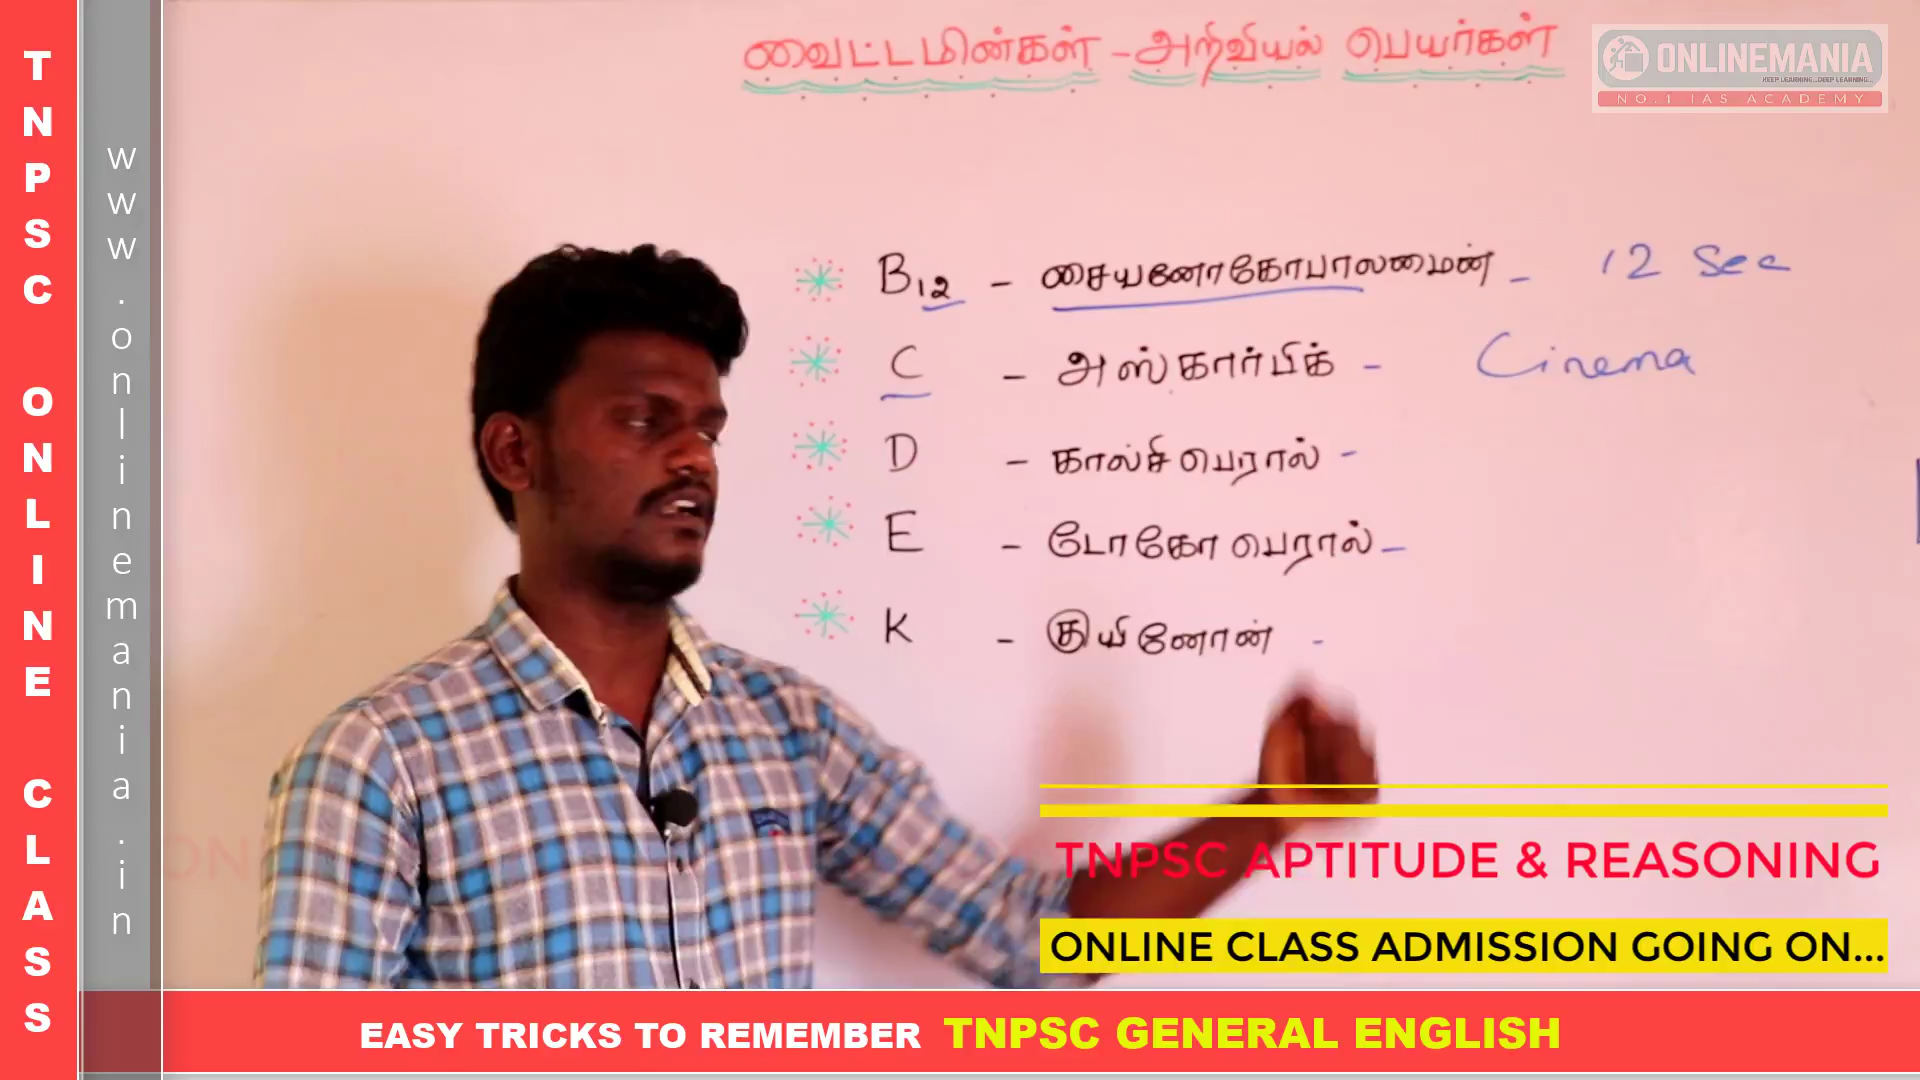 TNPSC ONLINE CLASS
www.onlinemania.in
வைட்டமின்கள் - அறிவியல் பெயர்கள்
ONLINEMANIA
KEEP LEARNING...DEEP LEARNING...
NO.1 IAS ACADEMY
B12 - சையனோகோபாலமைன் - 12 Sec
C - அஸ்கார்பிக் - Cinema
D - கால்சிபெரால் -
E - டோகோபெரால் -
K - குயினோன் -
TNPSC APTITUDE & REASONING
ONLINE CLASS ADMISSION GOING ON...
EASY TRICKS TO REMEMBER TNPSC GENERAL ENGLISH